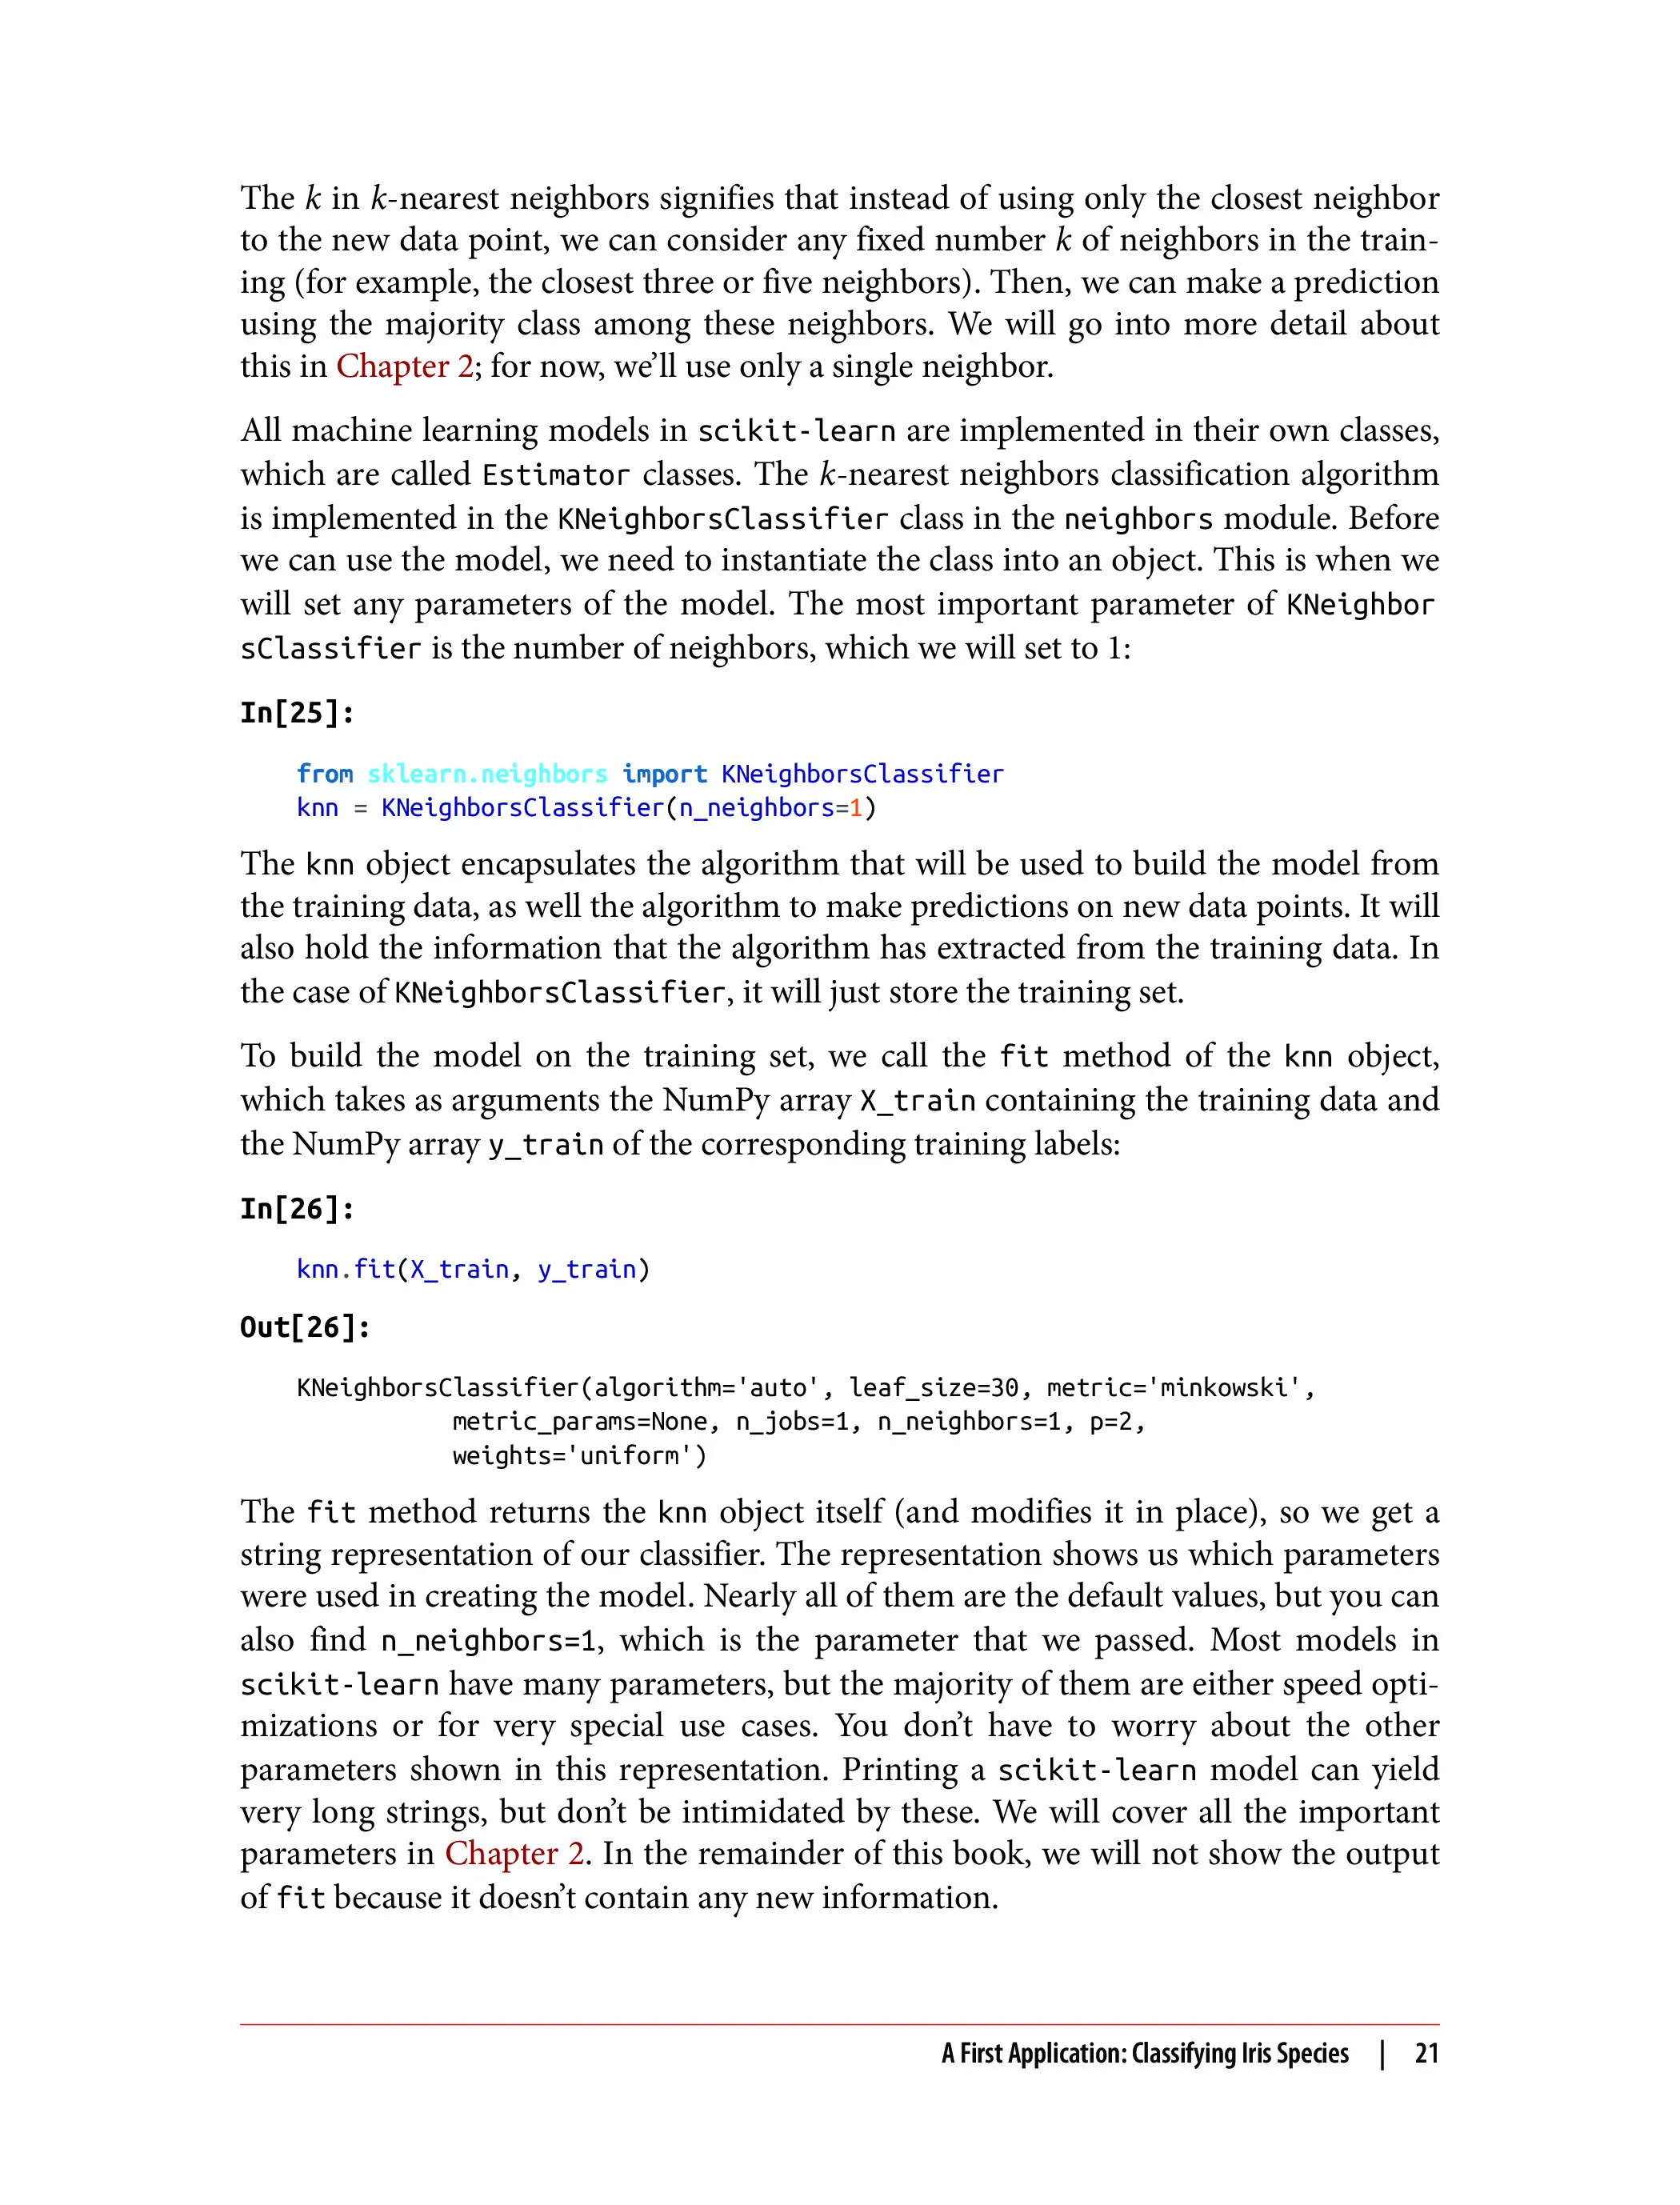 The k in k-nearest neighbors signifies that instead of using only the closest neighbor
to the new data point, we can consider any fixed number k of neighbors in the train-
ing (for example, the closest three or five neighbors). Then, we can make a prediction
using the majority class among these neighbors. We will go into more detail about
this in Chapter 2; for now, we’ll use only a single neighbor.
All machine learning models in scikit-learn are implemented in their own classes,
which are called Estimator classes. The k-nearest neighbors classification algorithm
is implemented in the KNeighborsClassifier class in the neighbors module. Before
we can use the model, we need to instantiate the class into an object. This is when we
will set any parameters of the model. The most important parameter of KNeighbor
sClassifier is the number of neighbors, which we will set to 1:
In[25]:
from sklearn.neighbors import KNeighborsClassifier
knn = KNeighborsClassifier(n_neighbors=1)
The knn object encapsulates the algorithm that will be used to build the model from
the training data, as well the algorithm to make predictions on new data points. It will
also hold the information that the algorithm has extracted from the training data. In
the case of KNeighborsClassifier, it will just store the training set.
To build the model on the training set, we call the fit method of the knn object,
which takes as arguments the NumPy array X_train containing the training data and
the NumPy array y_train of the corresponding training labels:
In[26]:
knn.fit(X_train, y_train)
Out[26]:
KNeighborsClassifier(algorithm='auto', leaf_size=30, metric='minkowski',
metric_params=None, n_jobs=1, n_neighbors=1, p=2,
weights='uniform')
The fit method returns the knn object itself (and modifies it in place), so we get a
string representation of our classifier. The representation shows us which parameters
were used in creating the model. Nearly all of them are the default values, but you can
also find n_neighbors=1, which is the parameter that we passed. Most models in
scikit-learn have many parameters, but the majority of them are either speed opti-
mizations or for very special use cases. You don’t have to worry about the other
parameters shown in this representation. Printing a scikit-learn model can yield
very long strings, but don’t be intimidated by these. We will cover all the important
parameters in Chapter 2. In the remainder of this book, we will not show the output
of fit because it doesn’t contain any new information.
A First Application: Classifying Iris Species | 21